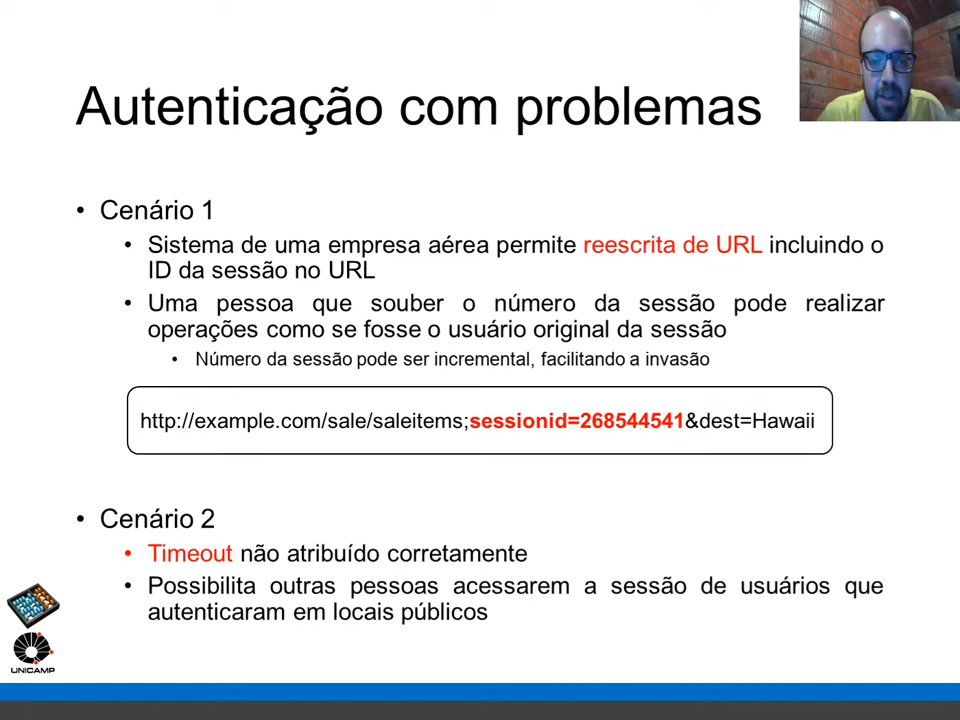 Autenticação com problemas
• Cenário 1
• Sistema de uma empresa aérea permite reescrita de URL incluindo o
ID da sessão no URL
• Uma pessoa que souber o número da sessão pode realizar
operações como se fosse o usuário original da sessão
• Número da sessão pode ser incremental, facilitando a invasão
http://example.com/sale/saleitems;sessionid=268544541&dest=Hawaii
• Cenário 2
• Timeout não atribuído corretamente
• Possibilita outras pessoas acessarem a sessão de usuários que
autenticaram em locais públicos
UNICAMP